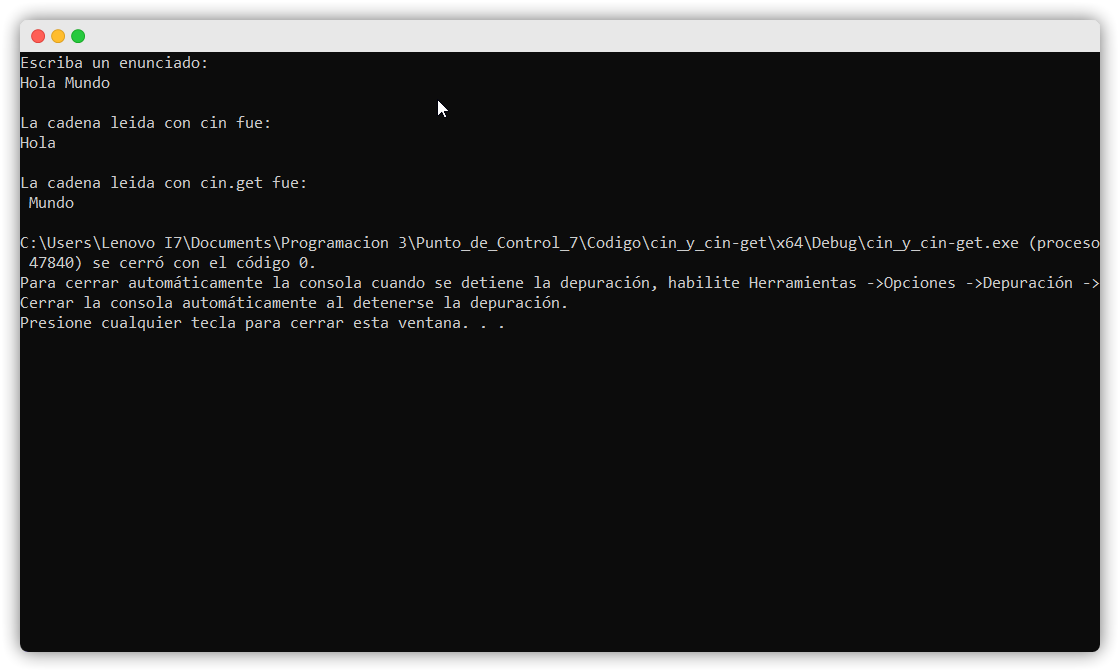 Escriba un enunciado:
Hola Mundo
La cadena leida con cin fue:
Hola
La cadena leida con cin.get fue:
 Mundo
C:\Users\Lenovo I7\Documents\Programacion 3\Punto_de_Control_7\Codigo\cin_y_cin-get\x64\Debug\cin_y_cin-get.exe (proceso
 47840) se cerró con el código 0.
Para cerrar automáticamente la consola cuando se detiene la depuración, habilite Herramientas ->Opciones ->Depuración ->
Cerrar la consola automáticamente al detenerse la depuración.
Presione cualquier tecla para cerrar esta ventana. . .